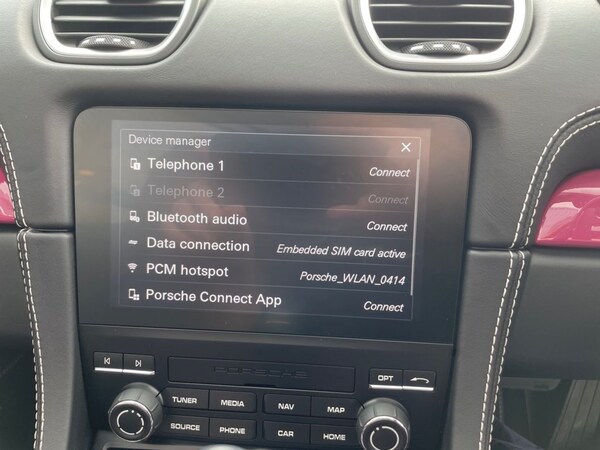 Device manager
Telephone 1 Connect
Telephone 2 Connect
Bluetooth audio Connect
Data connection Embedded SIM card active
PCM hotspot Porsche_WLAN_0414
Porsche Connect App Connect
PORSCHE
OPT
TUNER MEDIA NAV MAP
SOURCE PHONE CAR HOME